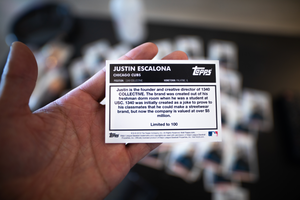 JUSTIN ESCALONA
Topps
CHICAGO CUBS
Justin is the founder and creative director of 1340
COLLECTIVE. The brand was created out of his
freshman dorm room when he was a student at
USC. 1340 was initially created as a joke to prove to
his classmates that he could make a streetwear
brand, but now the company is valued at over $5
million.
Limited to 100
Topps